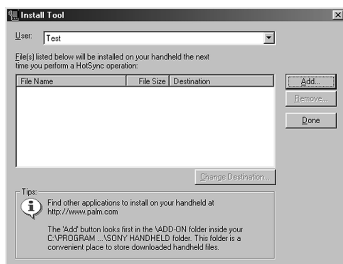 Install Tool
User: Test
File(s) listed below will be installed on your handheld the next
time you perform a HotSync operation:
File Name File Size Destination
Add...
Remove...
Done
Change Destination...
Tips:
Find other applications to install on your handheld at
http://www.palm.com
The 'Add' button looks first in the \ADD-ON folder inside your
C:\PROGRAM ...\SONY HANDHELD folder. This folder is a
convenient place to store downloaded handheld files.